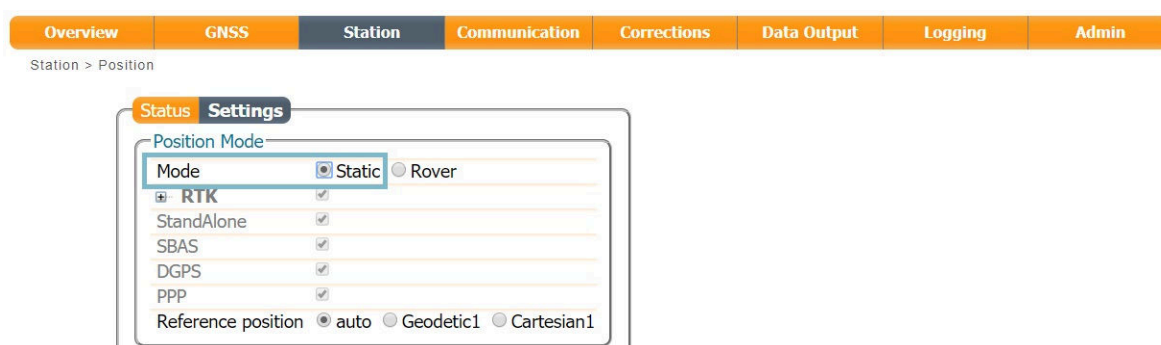 Overview GNSS Station Communication Corrections Data Output Logging Admin
Station > Position
Status Settings
Position Mode
Mode Static Rover
RTK
StandAlone
SBAS
DGPS
PPP
Reference position auto Geodetic1 Cartesian1